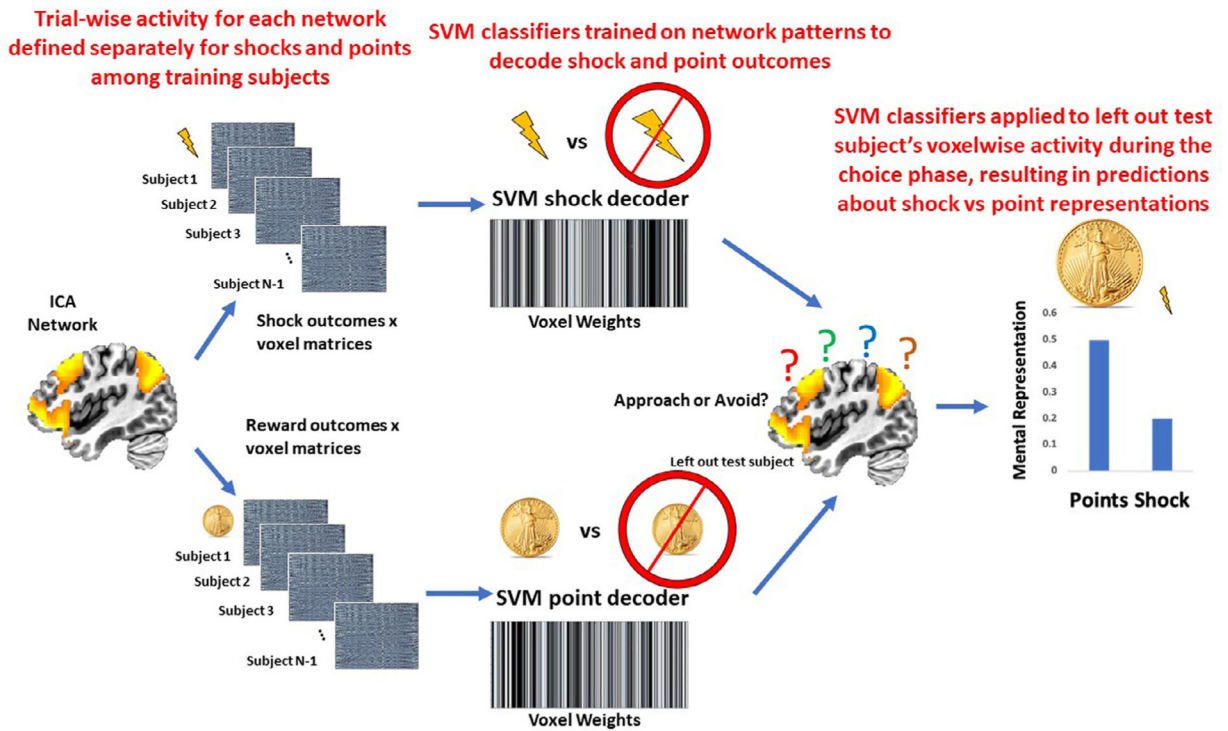 Trial-wise activity for each network
defined separately for shocks and points
among training subjects
SVM classifiers trained on network patterns to
decode shock and point outcomes
SVM classifiers applied to left out test
subject's voxelwise activity during the
choice phase, resulting in predictions
about shock vs point representations
Subject 1
Subject 2
Subject 3
Subject N-1
vs
SVM shock decoder
Voxel Weights
ICA
Network
Shock outcomes x
voxel matrices
Reward outcomes x
voxel matrices
Subject 1
Subject 2
Subject 3
Subject N-1
vs
SVM point decoder
Voxel Weights
? ? ? ?
Approach or Avoid?
Left out test subject
Mental Representation
0.6
0.5
0.4
0.3
0.2
0.1
0
Points Shock